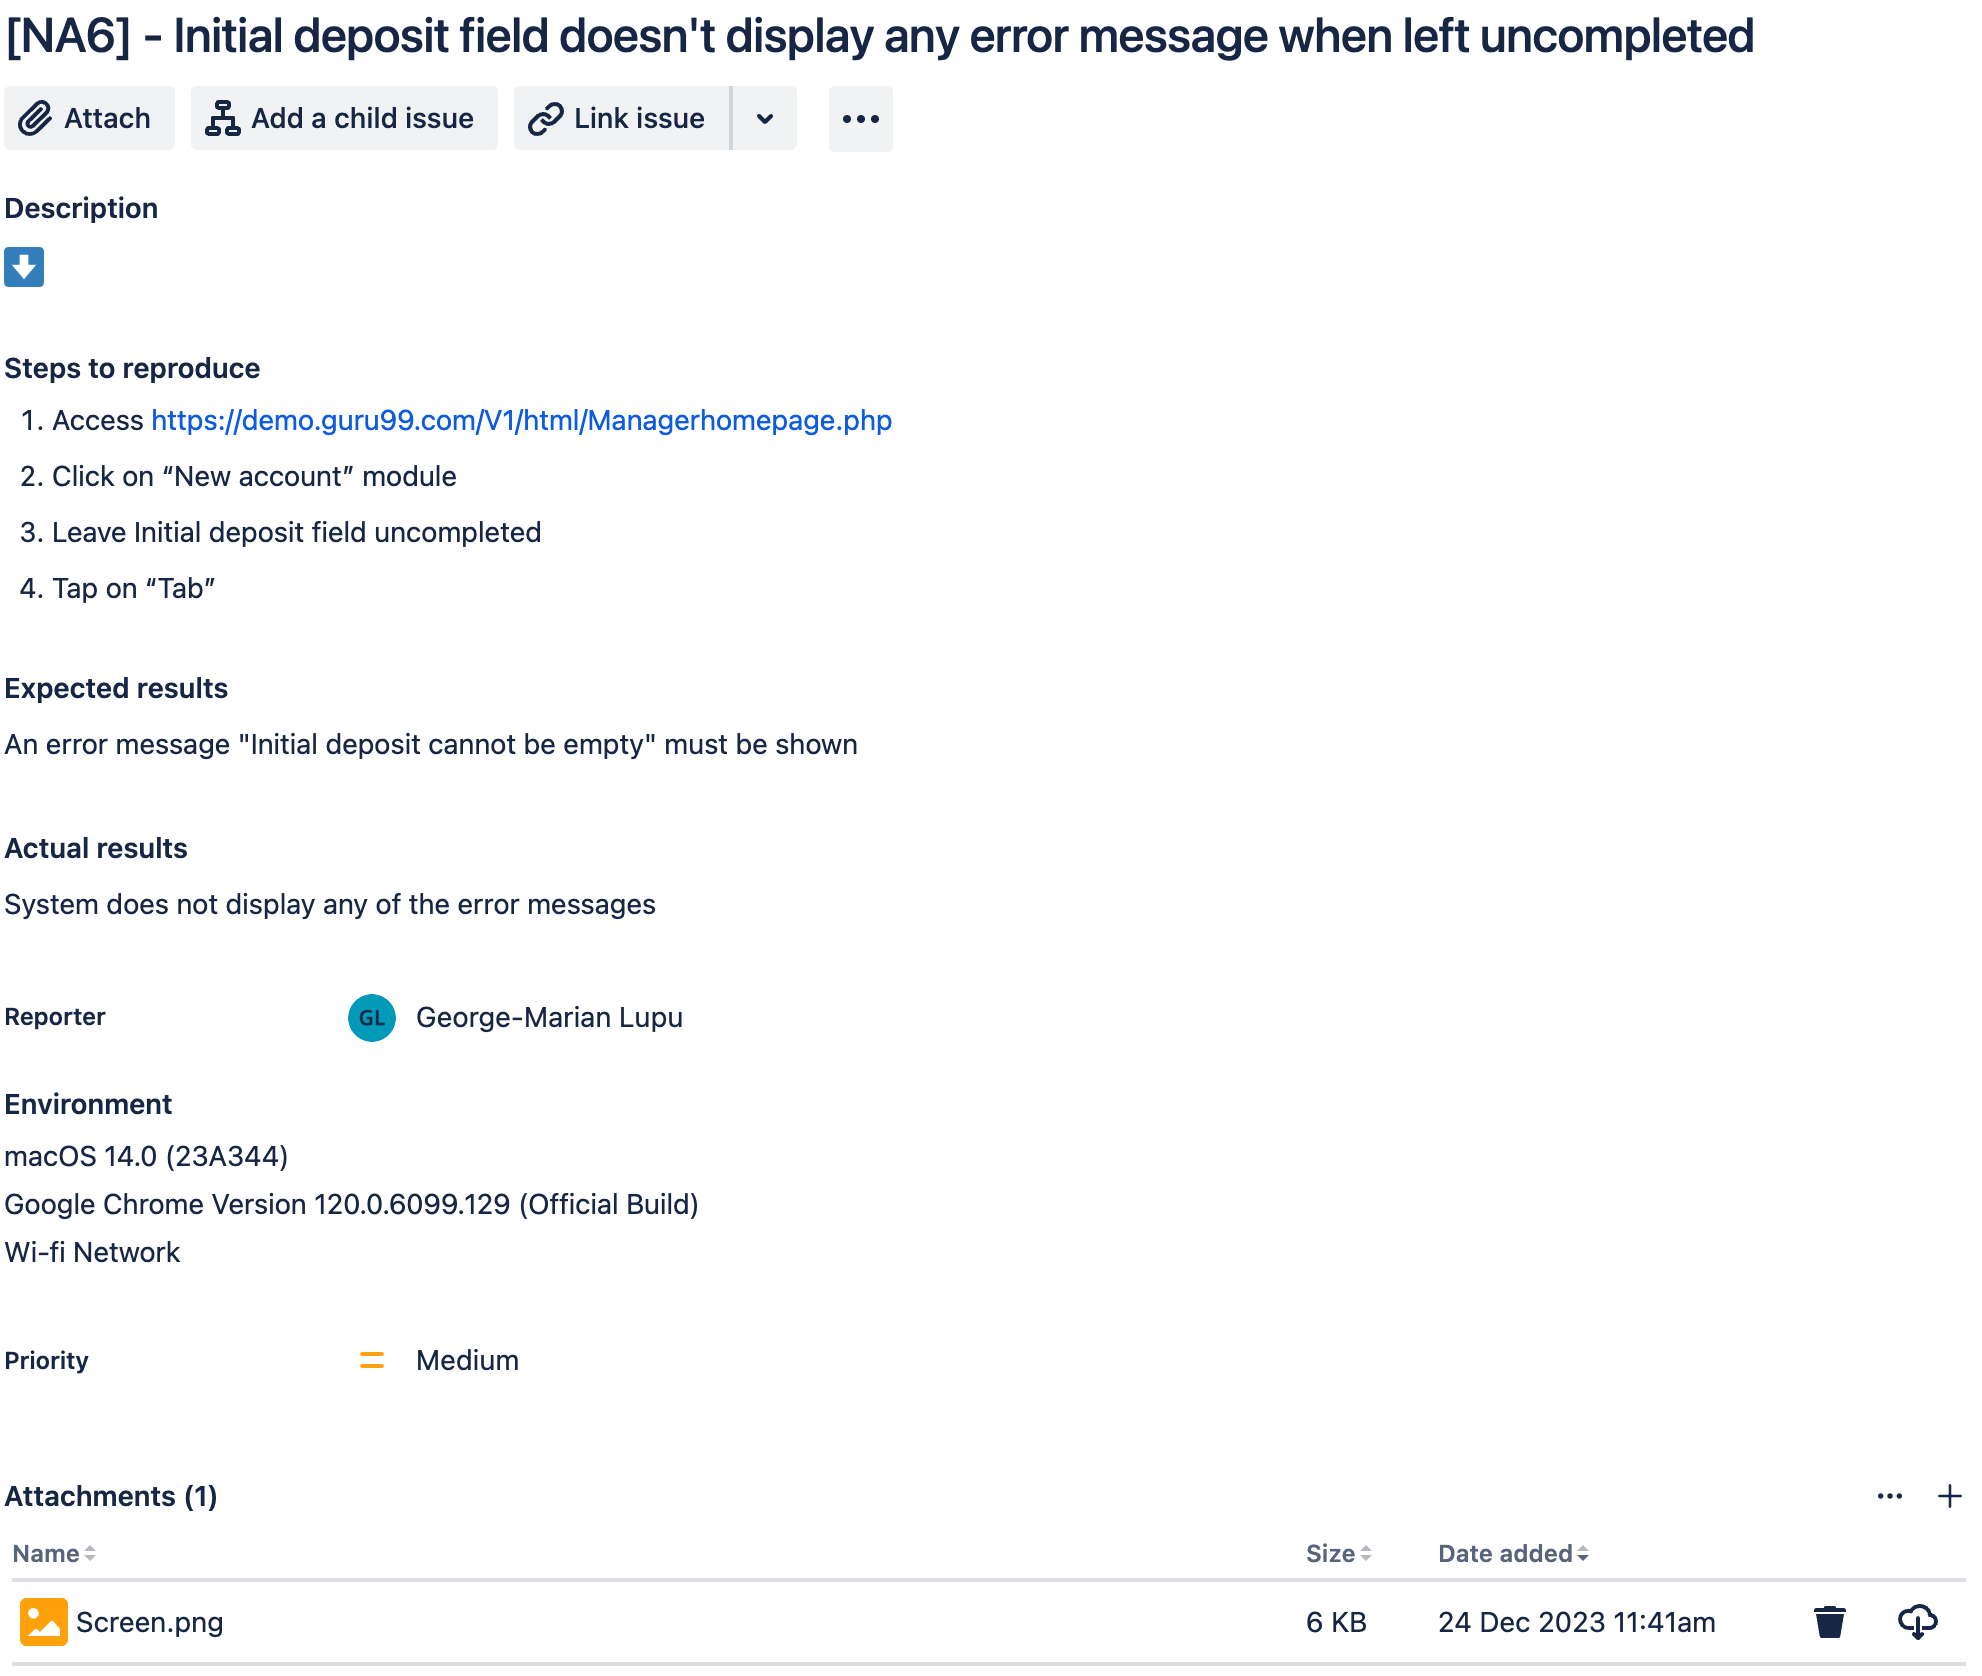 [NA6] - Initial deposit field doesn't display any error message when left uncompleted
Attach Add a child issue Link issue
Description
Steps to reproduce
1. Access https://demo.guru99.com/V1/html/Managerhomepage.php
2. Click on “New account” module
3. Leave Initial deposit field uncompleted
4. Tap on “Tab”
Expected results
An error message "Initial deposit cannot be empty" must be shown
Actual results
System does not display any of the error messages
Reporter GL George-Marian Lupu
Environment
macOS 14.0 (23A344)
Google Chrome Version 120.0.6099.129 (Official Build)
Wi-fi Network
Priority Medium
Attachments (1)
Name Size Date added
Screen.png 6 KB 24 Dec 2023 11:41am